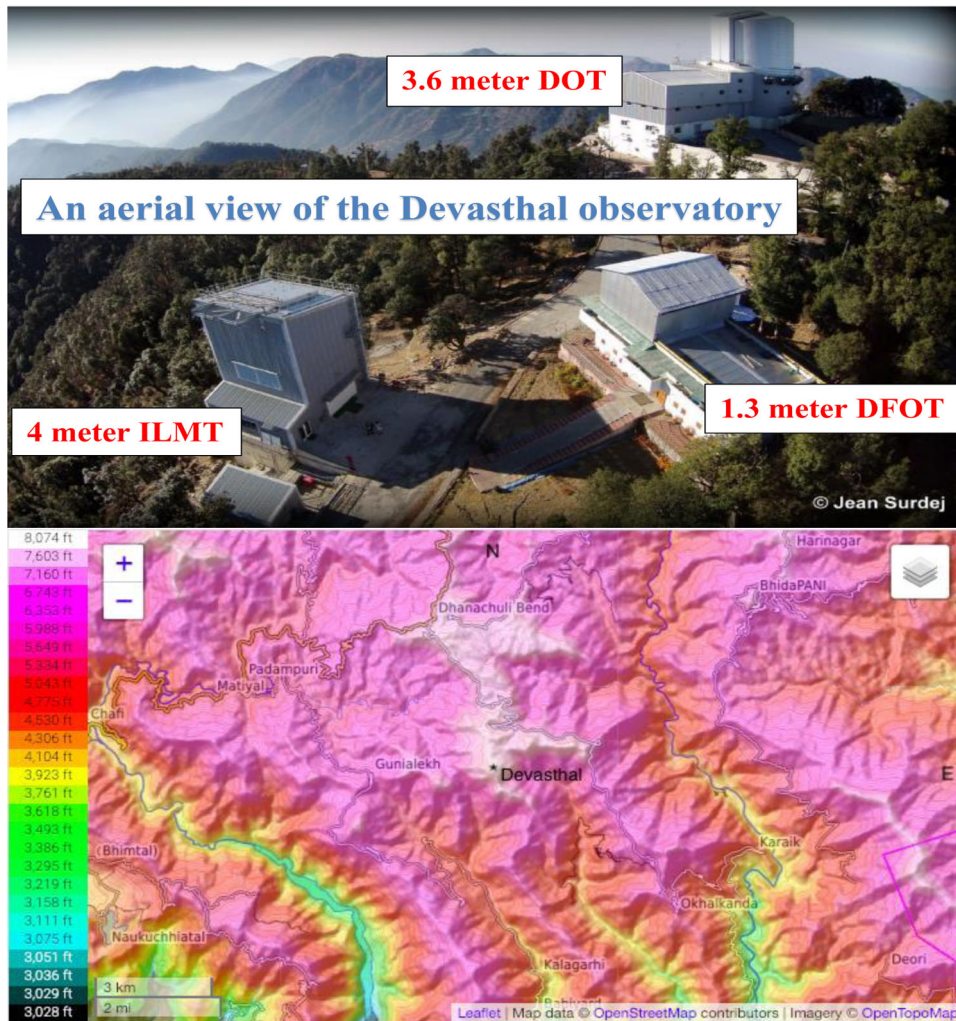 3.6 meter DOT
An aerial view of the Devasthal observatory
4 meter ILMT
1.3 meter DFOT
© Jean Surdej
8,074 ft
7,603 ft
7,160 ft
6,743 ft
6,353 ft
5,988 ft
5,649 ft
5,334 ft
5,043 ft
4,775 ft
4,530 ft
4,306 ft
4,104 ft
3,923 ft
3,761 ft
3,618 ft
3,493 ft
3,386 ft
3,295 ft
3,219 ft
3,158 ft
3,111 ft
3,075 ft
3,051 ft
3,036 ft
3,029 ft
3,028 ft
+
−
N
Harinagar
BhidaPANI
Dhanachuli Bend
Padampuri
Matiyal
Chafi
Gunialekh
Devasthal
E
(Bhimtal)
Karaik
Okhalkanda
Naukuchhiatal
Kalagarhi
Deori
3 km
2 mi
Leaflet | Map data © OpenStreetMap contributors | Imagery © OpenTopoMap